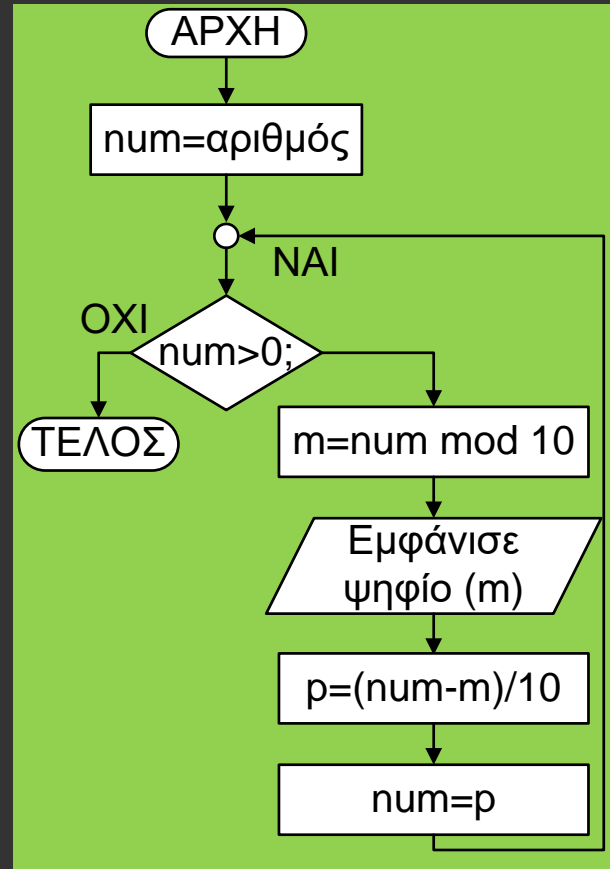 ΑΡΧΗ
num=αριθμός
ΝΑΙ
ΟΧΙ
num>0;
ΤΕΛΟΣ
m=num mod 10
Εμφάνισε
ψηφίο (m)
p=(num-m)/10
num=p